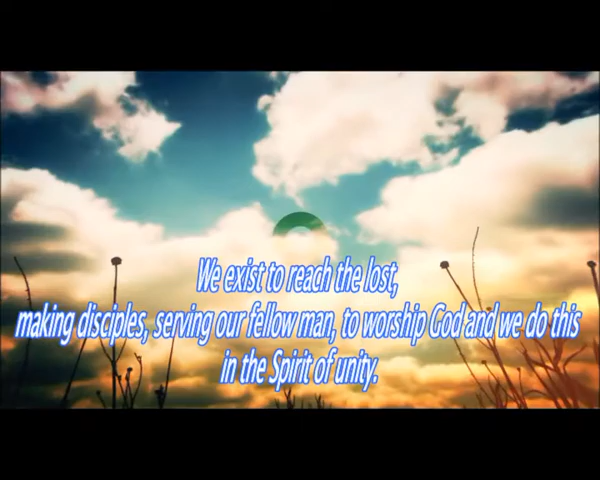 We exist to reach the lost,
making disciples, serving our fellow man, to worship God and we do this
in the Spirit of unity.